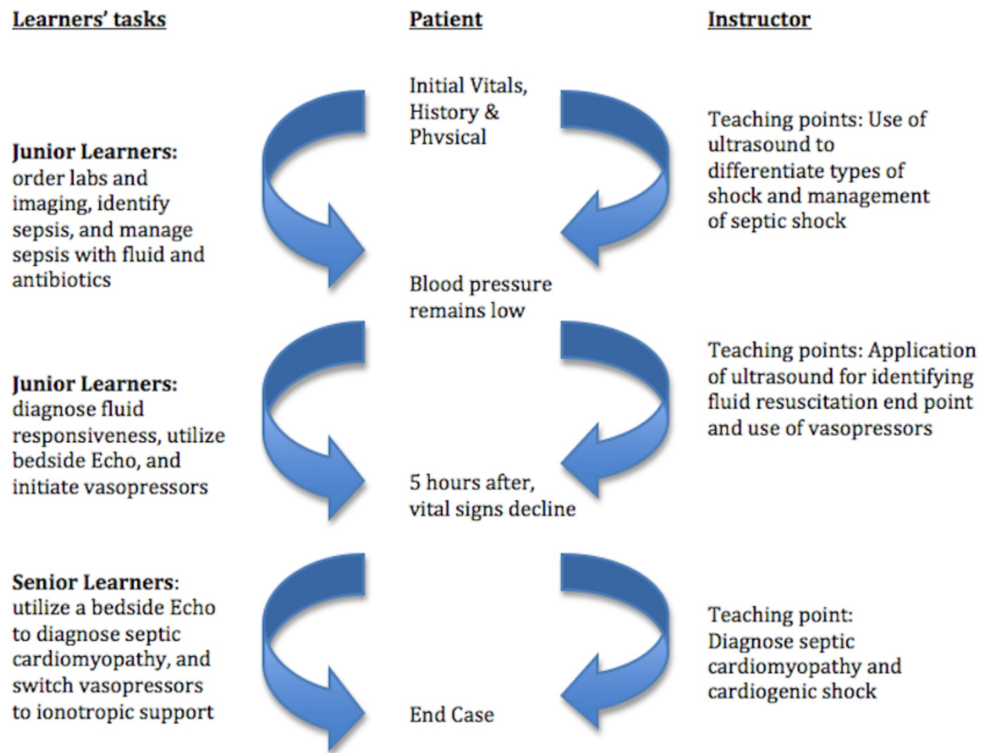 Learners' tasks
Patient
Instructor
Initial Vitals,
History &
Phvsical
Junior Learners:
order labs and
imaging, identify
sepsis, and manage
sepsis with fluid and
antibiotics
Teaching points: Use of
ultrasound to
differentiate types of
shock and management
of septic shock
Blood pressure
remains low
Junior Learners:
diagnose fluid
responsiveness, utilize
bedside Echo, and
initiate vasopressors
Teaching points: Application
of ultrasound for identifying
fluid resuscitation end point
and use of vasopressors
5 hours after,
vital signs decline
Senior Learners:
utilize a bedside Echo
to diagnose septic
cardiomyopathy, and
switch vasopressors
to ionotropic support
Teaching point:
Diagnose septic
cardiomyopathy and
cardiogenic shock
End Case